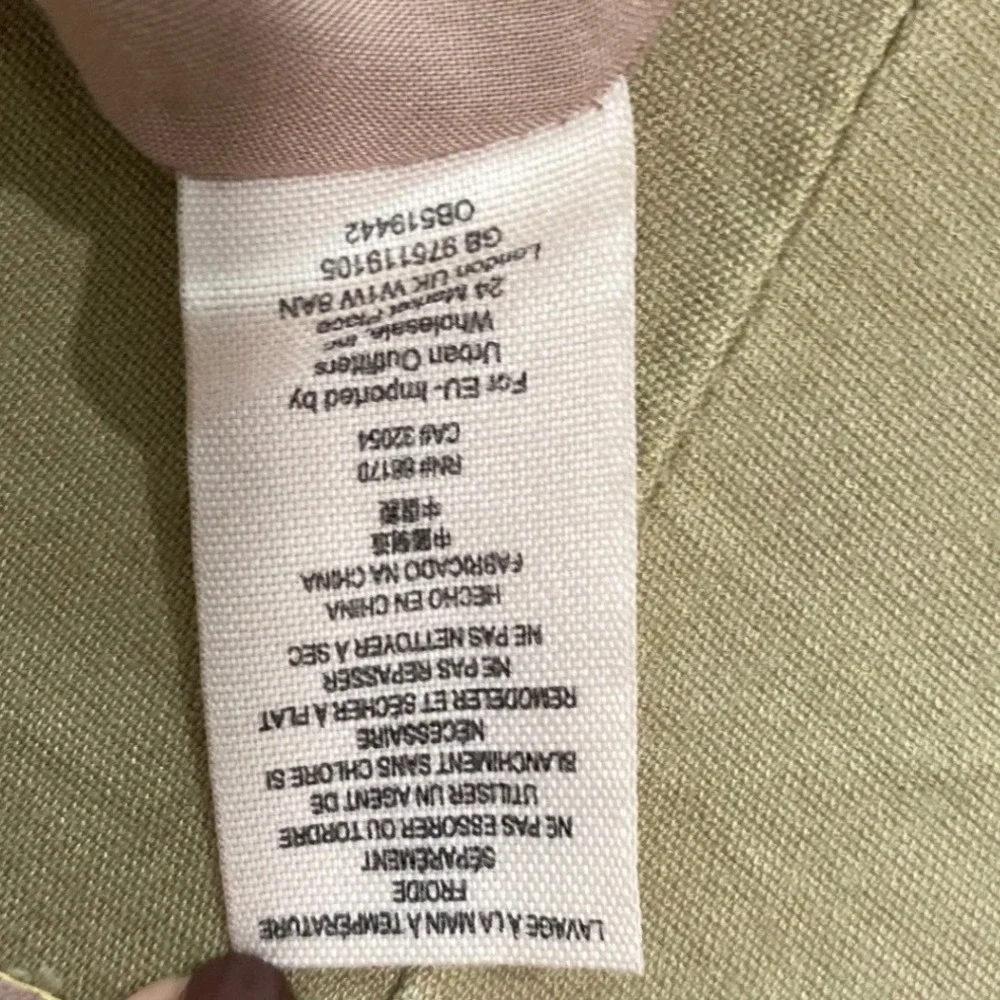 LAVAGE À LA MAIN À TEMPÉRATURE
FROIDE
SÉPARÉMENT
NE PAS ESSORER OU TORDRE
UTILISER UN AGENT DE
BLANCHIMENT SANS CHLORE SI
NÉCESSAIRE
REMODELER ET SÉCHER À PLAT
NE PAS REPASSER
NE PAS NETTOYER À SEC
HECHO EN CHINA
FABRICADO NA CHINA
中國製造
中国製
RN# 66170
CA# 32054
For EU- Imported by
Urban Outfitters
Wholesale, Inc
24 Market Place
London UK W1W 8AN
GB 975119105
OB519442